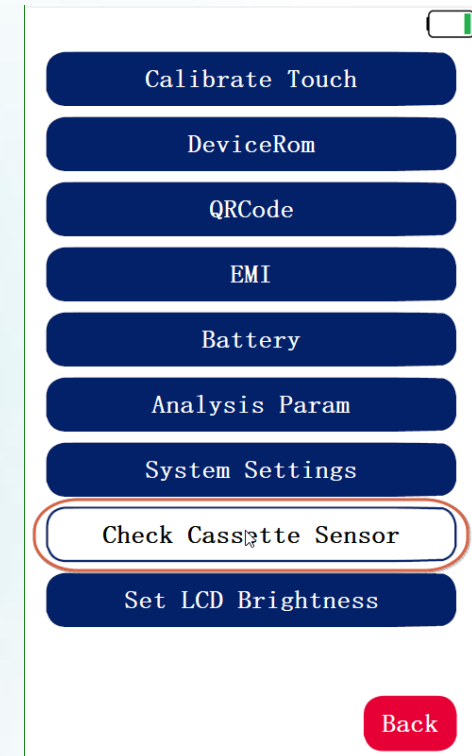 Calibrate Touch
DeviceRom
QRCode
EMI
Battery
Analysis Param
System Settings
Check Cassette Sensor
Set LCD Brightness
Back